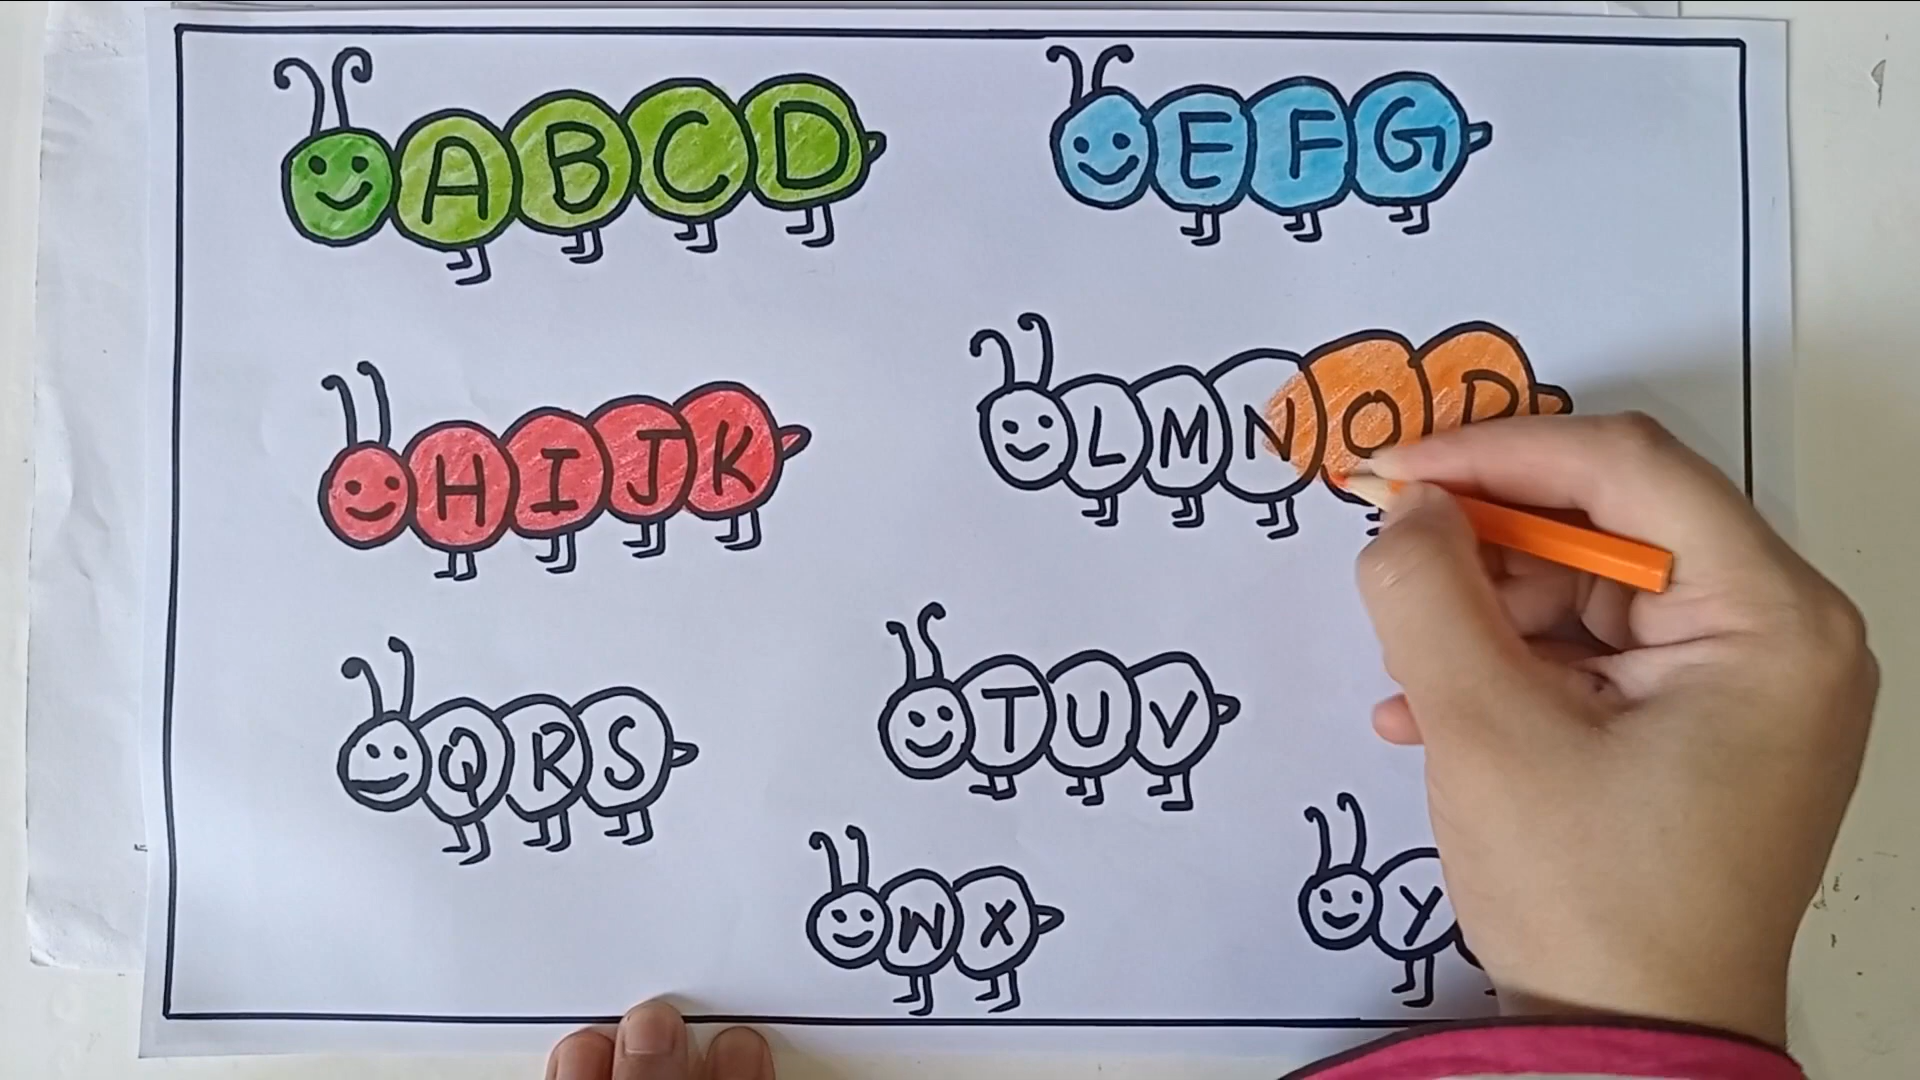 ABCD
EFG
HIJK
LMNOP
QRS
TUV
WX
Y